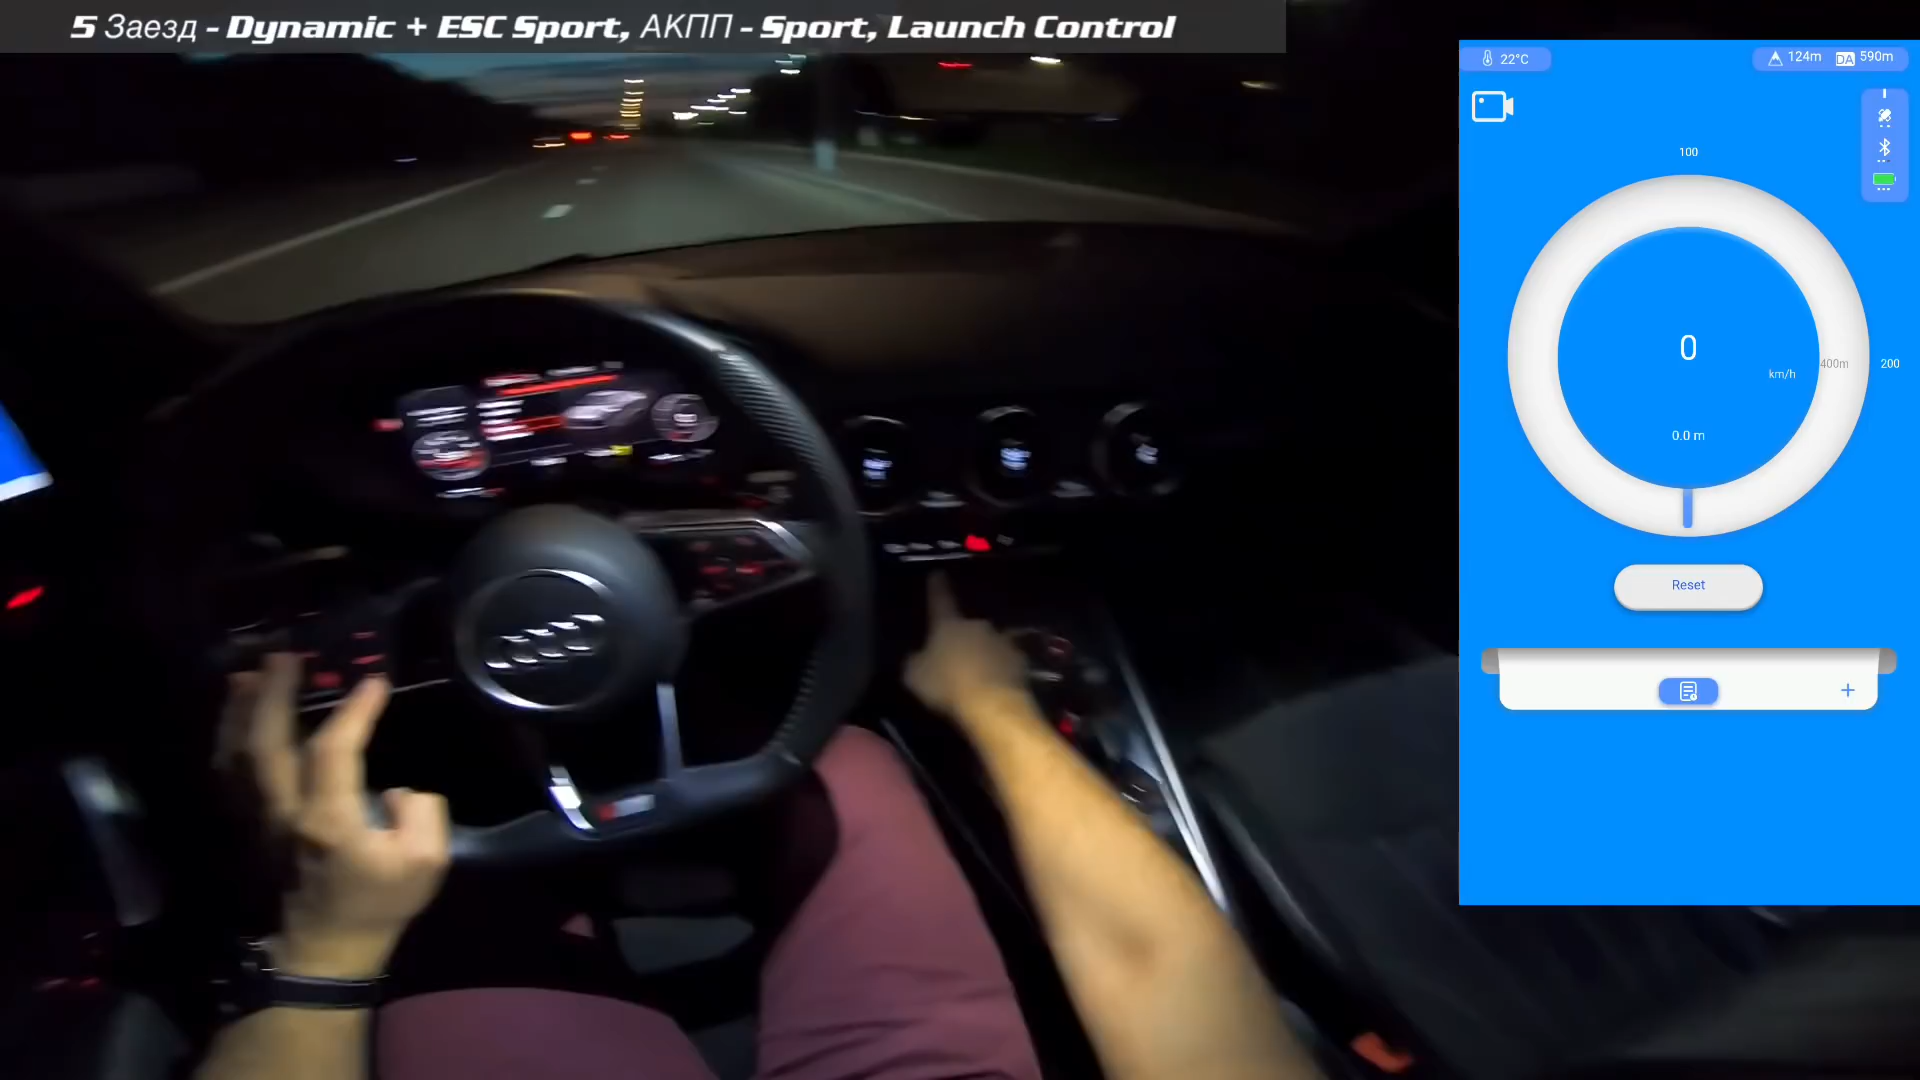 5 Заезд - Dynamic + ESC Sport, АКПП - Sport, Launch Control
22°C
124m DA 590m
100
0
400m
200
km/h
0.0 m
Reset
+